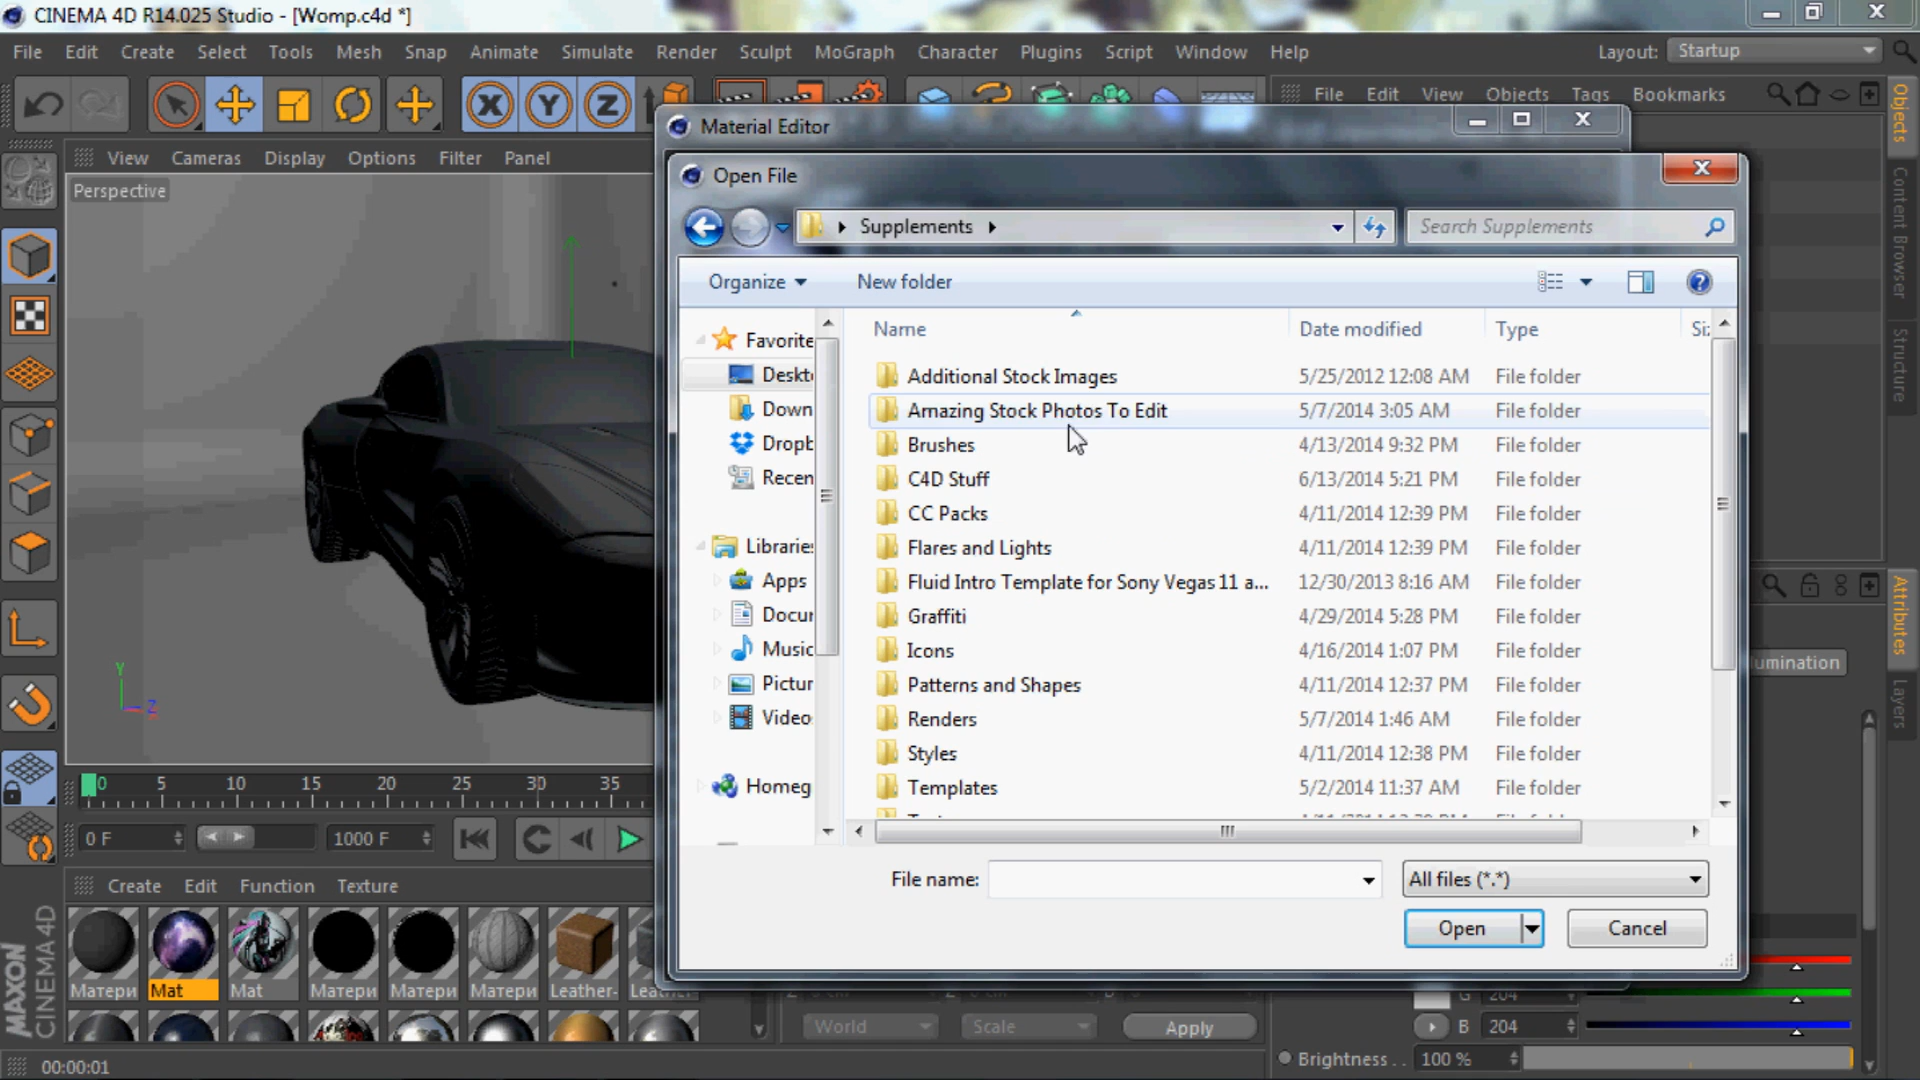 CINEMA 4D R14.025 Studio - [Womp.c4d *]
File Edit Create Select Tools Mesh Snap Animate Simulate Render Sculpt MoGraph Character Plugins Script Window Help
Layout: Startup
X Y Z
File Edit View Objects Tags Bookmarks
Objects
Content Browser
Structure
View Cameras Display Options Filter Panel
Perspective
Material Editor
Open File
Supplements
Search Supplements
Organize New folder
Name Date modified Type
Favorite
Deskt
Down
Dropb
Recen
Libraries
Apps
Docur
Music
Pictur
Video
Homeg
Additional Stock Images 5/25/2012 12:08 AM File folder
Amazing Stock Photos To Edit 5/7/2014 3:05 AM File folder
Brushes 4/13/2014 9:32 PM File folder
C4D Stuff 6/13/2014 5:21 PM File folder
CC Packs 4/11/2014 12:39 PM File folder
Flares and Lights 4/11/2014 12:39 PM File folder
Fluid Intro Template for Sony Vegas 11 a... 12/30/2013 8:16 AM File folder
Graffiti 4/29/2014 5:28 PM File folder
Icons 4/16/2014 1:07 PM File folder
Patterns and Shapes 4/11/2014 12:37 PM File folder
Renders 5/7/2014 1:46 AM File folder
Styles 4/11/2014 12:38 PM File folder
Templates 5/2/2014 11:37 AM File folder
File name:
All files (*.*)
Open Cancel
Attributes
Layers
lumination
Y
Z
0 5 10 15 20 25 30 35
0 F 1000 F
Create Edit Function Texture
Матери Mat Mat Матери Матери Матери Leather-
MAXON
CINEMA 4D
World Scale Apply
G 204
B 204
Brightness . . 100 %
00:00:01